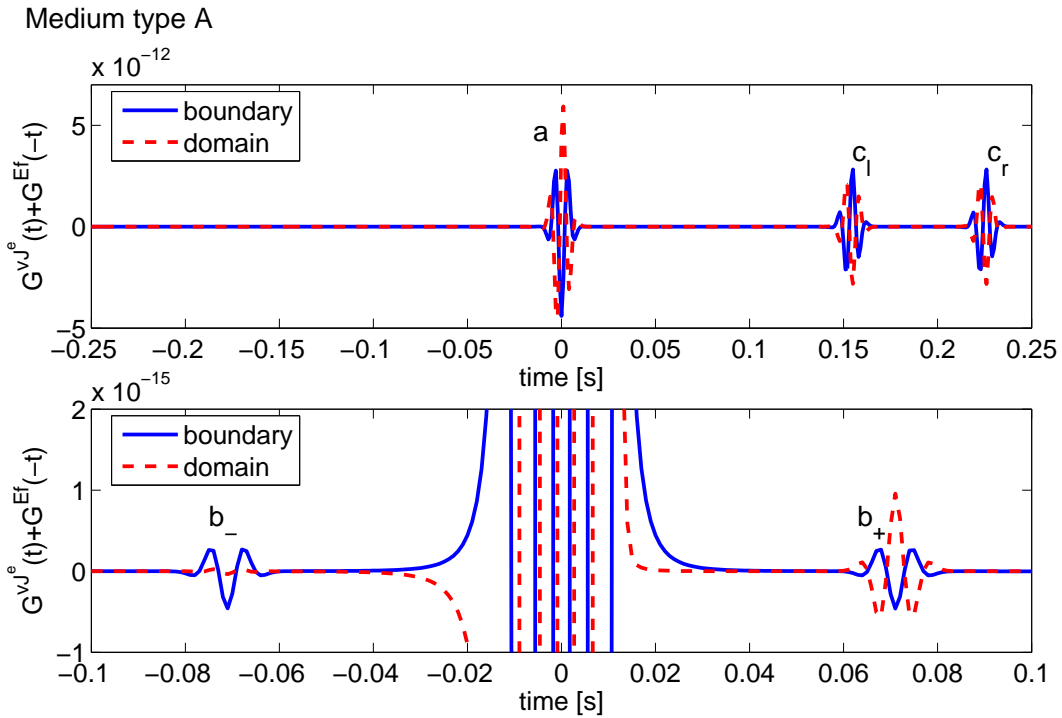 Medium type A
x 10^−12
boundary
domain
a
c_l
c_r
5
0
−5
G^{vJ^e}(t)+G^{Ef}(−t)
−0.25 −0.2 −0.15 −0.1 −0.05 0 0.05 0.1 0.15 0.2 0.25
time [s]
x 10^−15
boundary
domain
b_−
b_+
2
1
0
−1
G^{vJ^e}(t)+G^{Ef}(−t)
−0.1 −0.08 −0.06 −0.04 −0.02 0 0.02 0.04 0.06 0.08 0.1
time [s]